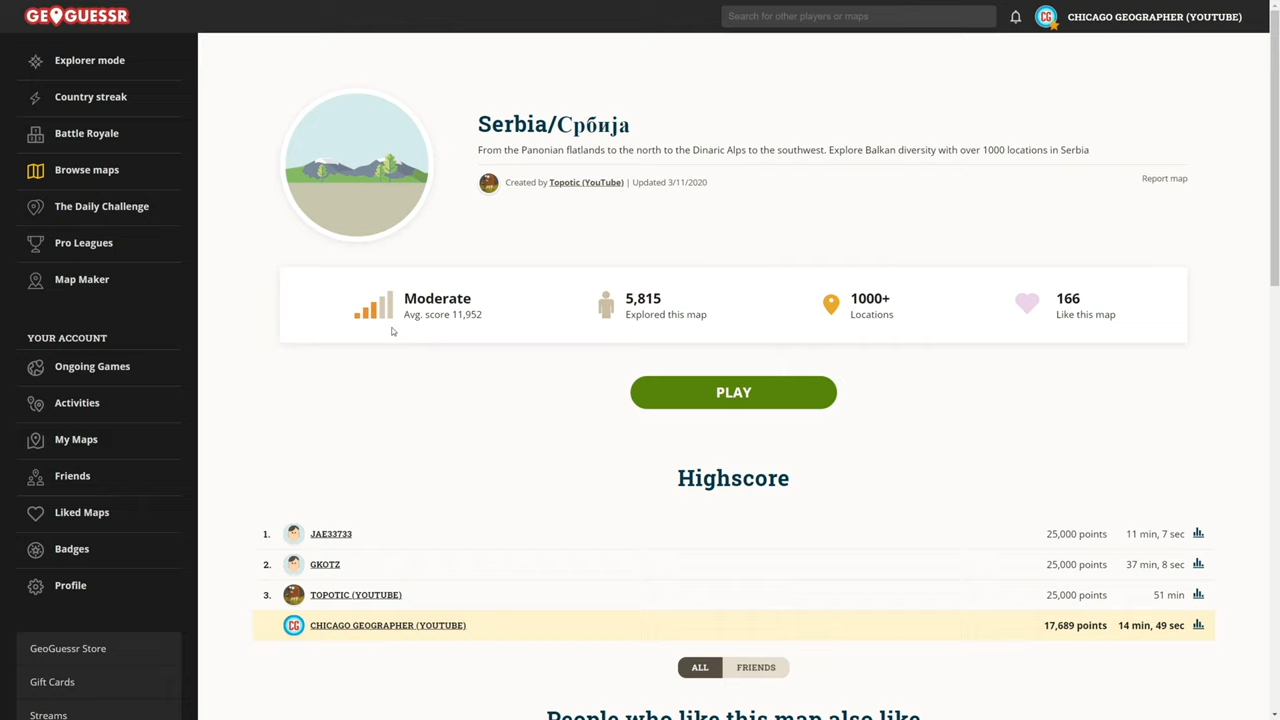 GEOGUESSR
Search for other players or maps
CG
CHICAGO GEOGRAPHER (YOUTUBE)
Explorer mode
Country streak
Battle Royale
Browse maps
The Daily Challenge
Pro Leagues
Map Maker
YOUR ACCOUNT
Ongoing Games
Activities
My Maps
Friends
Liked Maps
Badges
Profile
GeoGuessr Store
Gift Cards
Streams
Serbia/Србија
From the Panonian flatlands to the north to the Dinaric Alps to the southwest. Explore Balkan diversity with over 1000 locations in Serbia
Created by Topotic (YouTube) | Updated 3/11/2020
Report map
Moderate
Avg. score 11,952
5,815
Explored this map
1000+
Locations
166
Like this map
PLAY
Highscore
1. JAE33733 25,000 points 11 min, 7 sec
2. GKOTZ 25,000 points 37 min, 8 sec
3. TOPOTIC (YOUTUBE) 25,000 points 51 min
CG CHICAGO GEOGRAPHER (YOUTUBE) 17,689 points 14 min, 49 sec
ALL FRIENDS
People who like this map also like